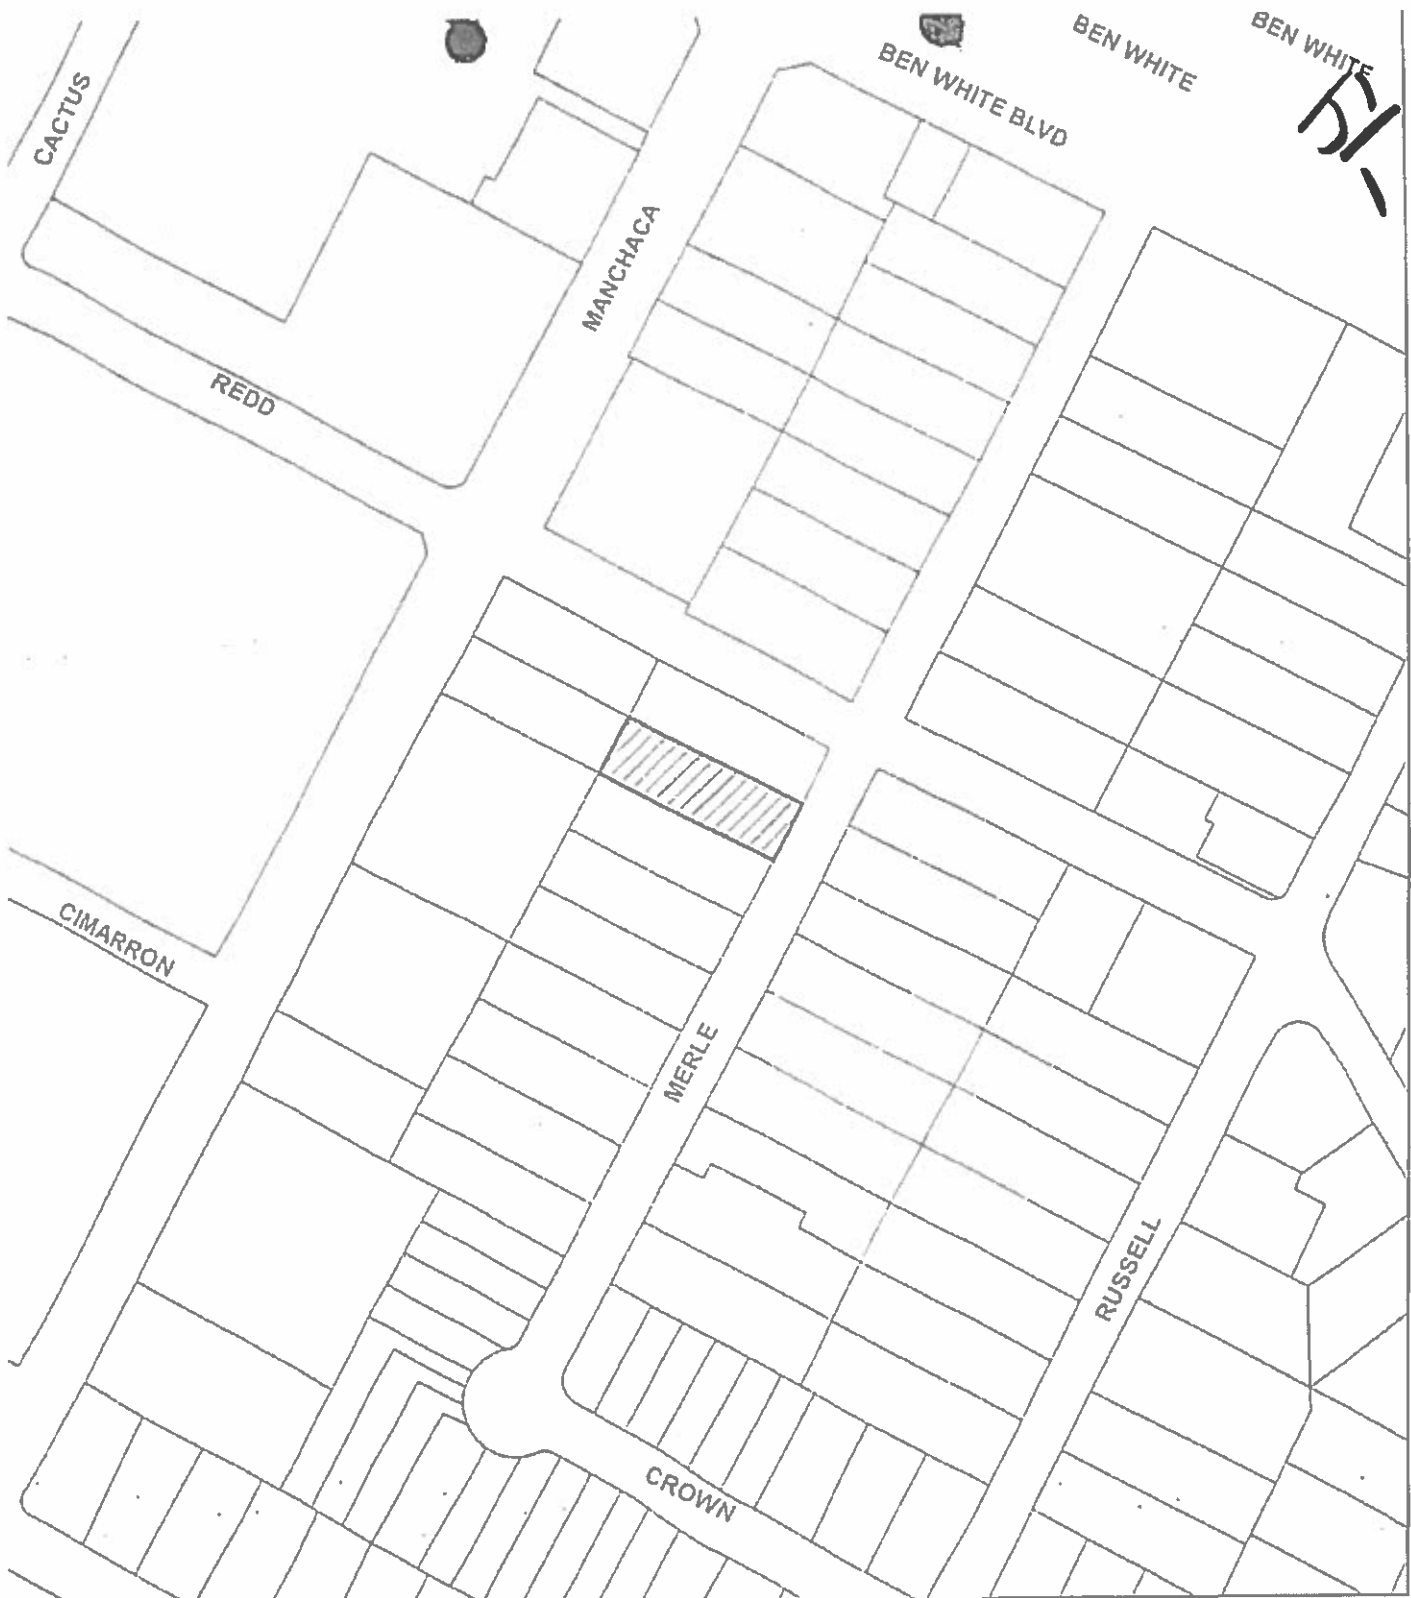 BEN WHITE
BEN WHITE
BEN WHITE BLVD
CACTUS
MANCHACA
REDD
CIMARRON
MERLE
RUSSELL
CROWN